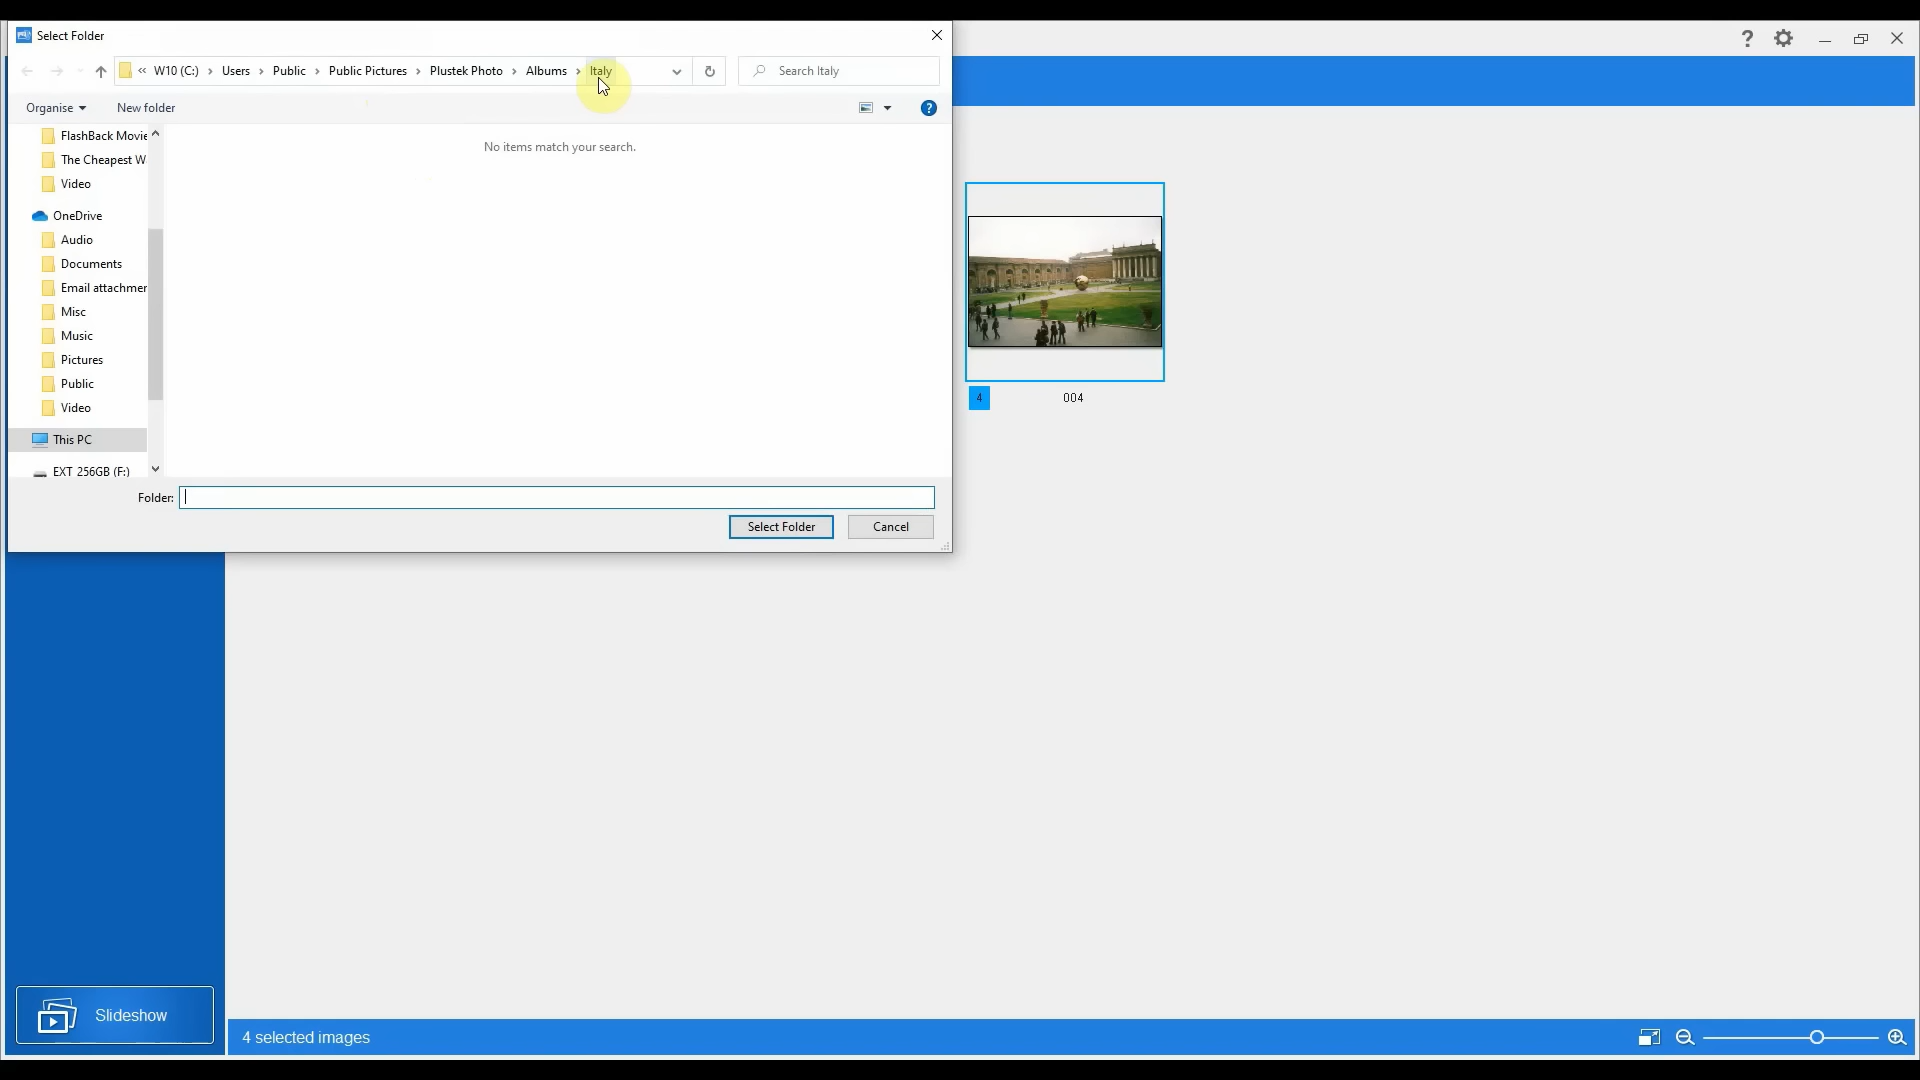 Select Folder
« W10 (C:) › Users › Public › Public Pictures › Plustek Photo › Albums › Italy
Search Italy
Organise
New folder
No items match your search.
FlashBack Movie
The Cheapest W
Video
OneDrive
Audio
Documents
Email attachmer
Misc
Music
Pictures
Public
Video
This PC
EXT 256GB (F:)
Folder:
Select Folder
Cancel
4
004
Slideshow
4 selected images